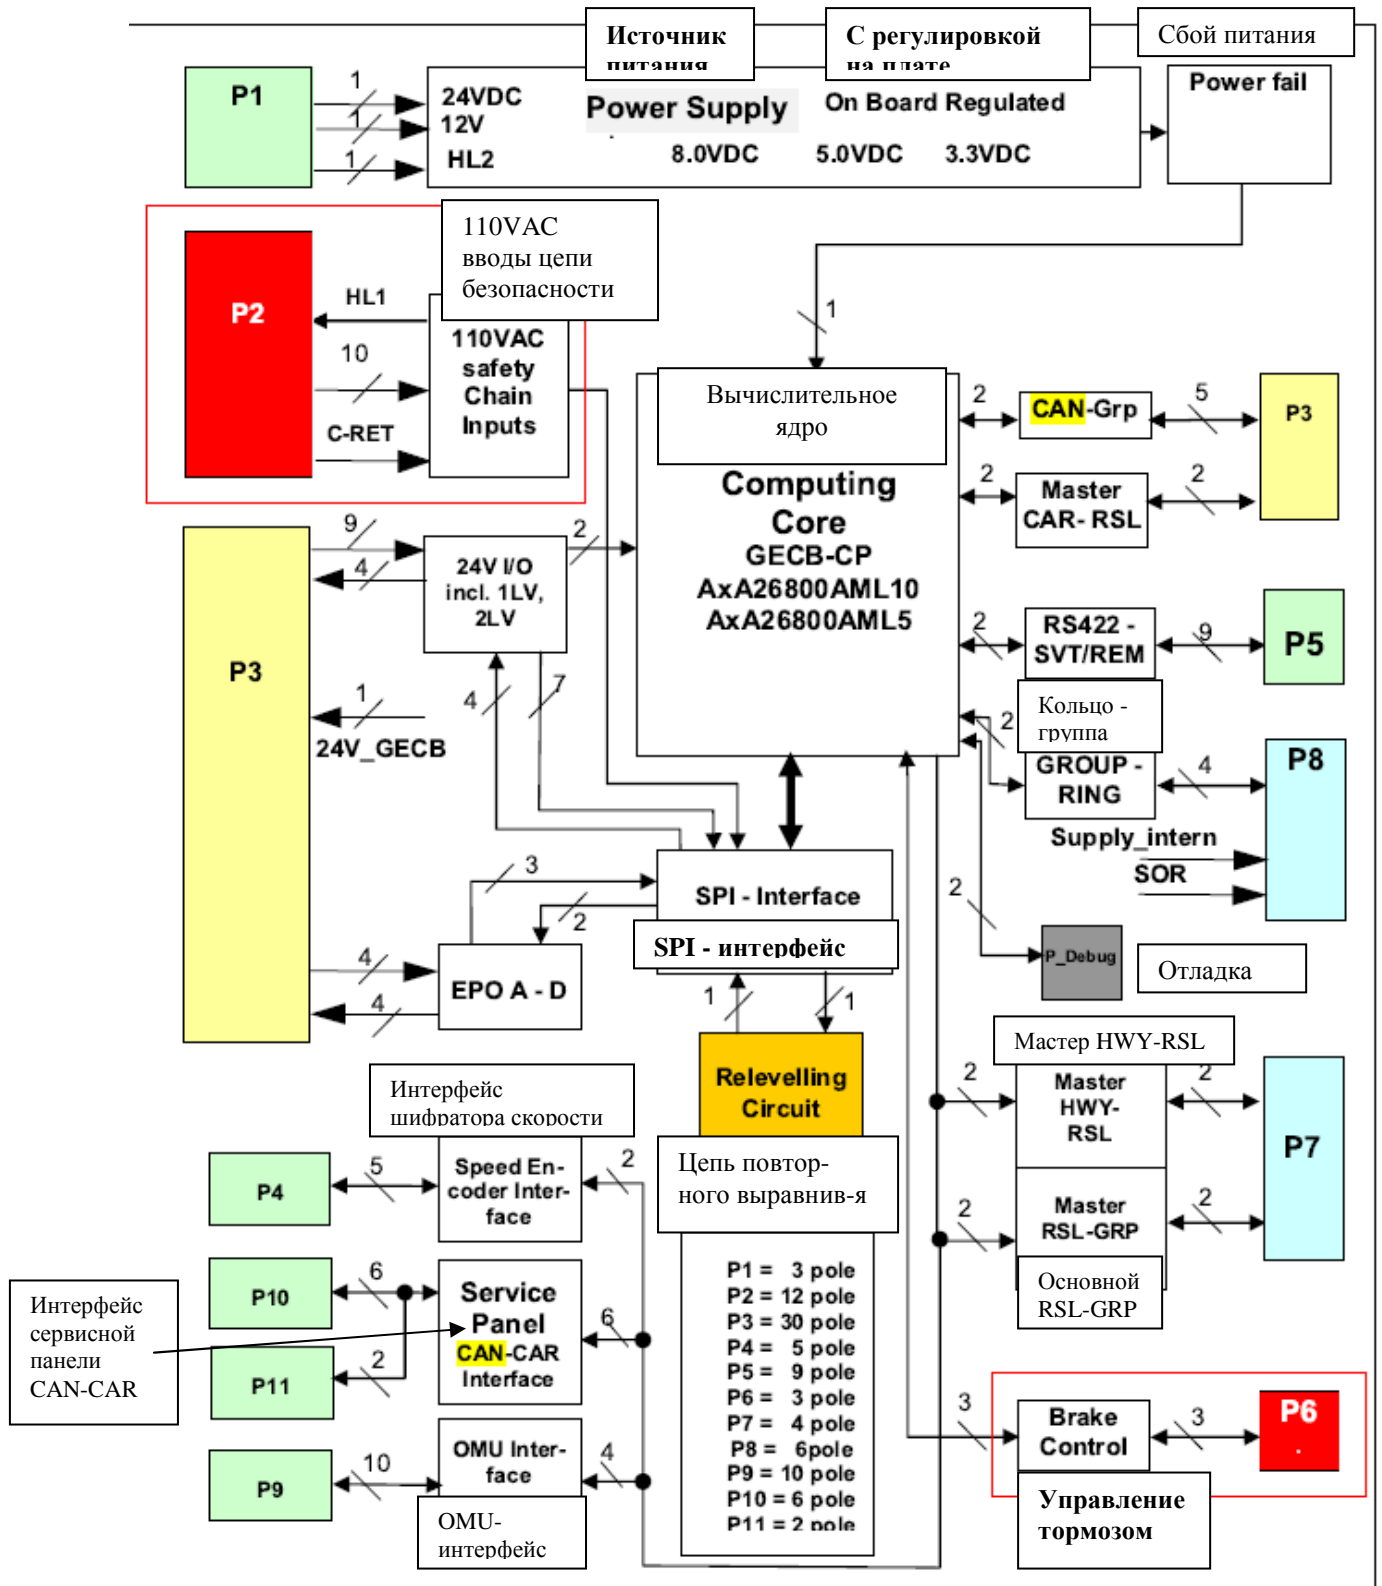 Источник
питания
С регулировкой
на плате
Сбой питания
P1
1
1
1
24VDC
12V
HL2
Power Supply
On Board Regulated
8.0VDC
5.0VDC
3.3VDC
Power fail
110VAC
вводы цепи
безопасности
P2
HL1
10
C-RET
110VAC
safety
Chain
Inputs
1
Вычислительное
ядро
Computing
Core
GECB-CP
AxA26800AML10
AxA26800AML5
2
CAN-Grp
5
P3
2
Master
CAR- RSL
2
9
4
24V I/O
incl. 1LV,
2LV
2
P3
4
7
1
24V_GECB
2
RS422 -
SVT/REM
9
P5
2
Кольцо -
группа
GROUP -
RING
4
P8
Supply_intern
SOR
3
2
SPI - Interface
SPI - интерфейс
2
P_Debug
Отладка
4
4
EPO A - D
1
1
Relevelling
Circuit
Цепь повтор-
ного выравнив-я
Мастер HWY-RSL
2
Master
HWY-
RSL
2
P7
2
Master
RSL-GRP
2
Основной
RSL-GRP
Интерфейс
шифратора скорости
P4
5
Speed En-
coder Inter-
face
2
Интерфейс
сервисной
панели
CAN-CAR
P10
6
Service
Panel
CAN-CAR
Interface
6
P11
2
P9
10
OMU Inter-
face
4
OMU-
интерфейс
P1 = 3 pole
P2 = 12 pole
P3 = 30 pole
P4 = 5 pole
P5 = 9 pole
P6 = 3 pole
P7 = 4 pole
P8 = 6pole
P9 = 10 pole
P10 = 6 pole
P11 = 2 pole
3
Brake
Control
3
P6
.
Управление
тормозом